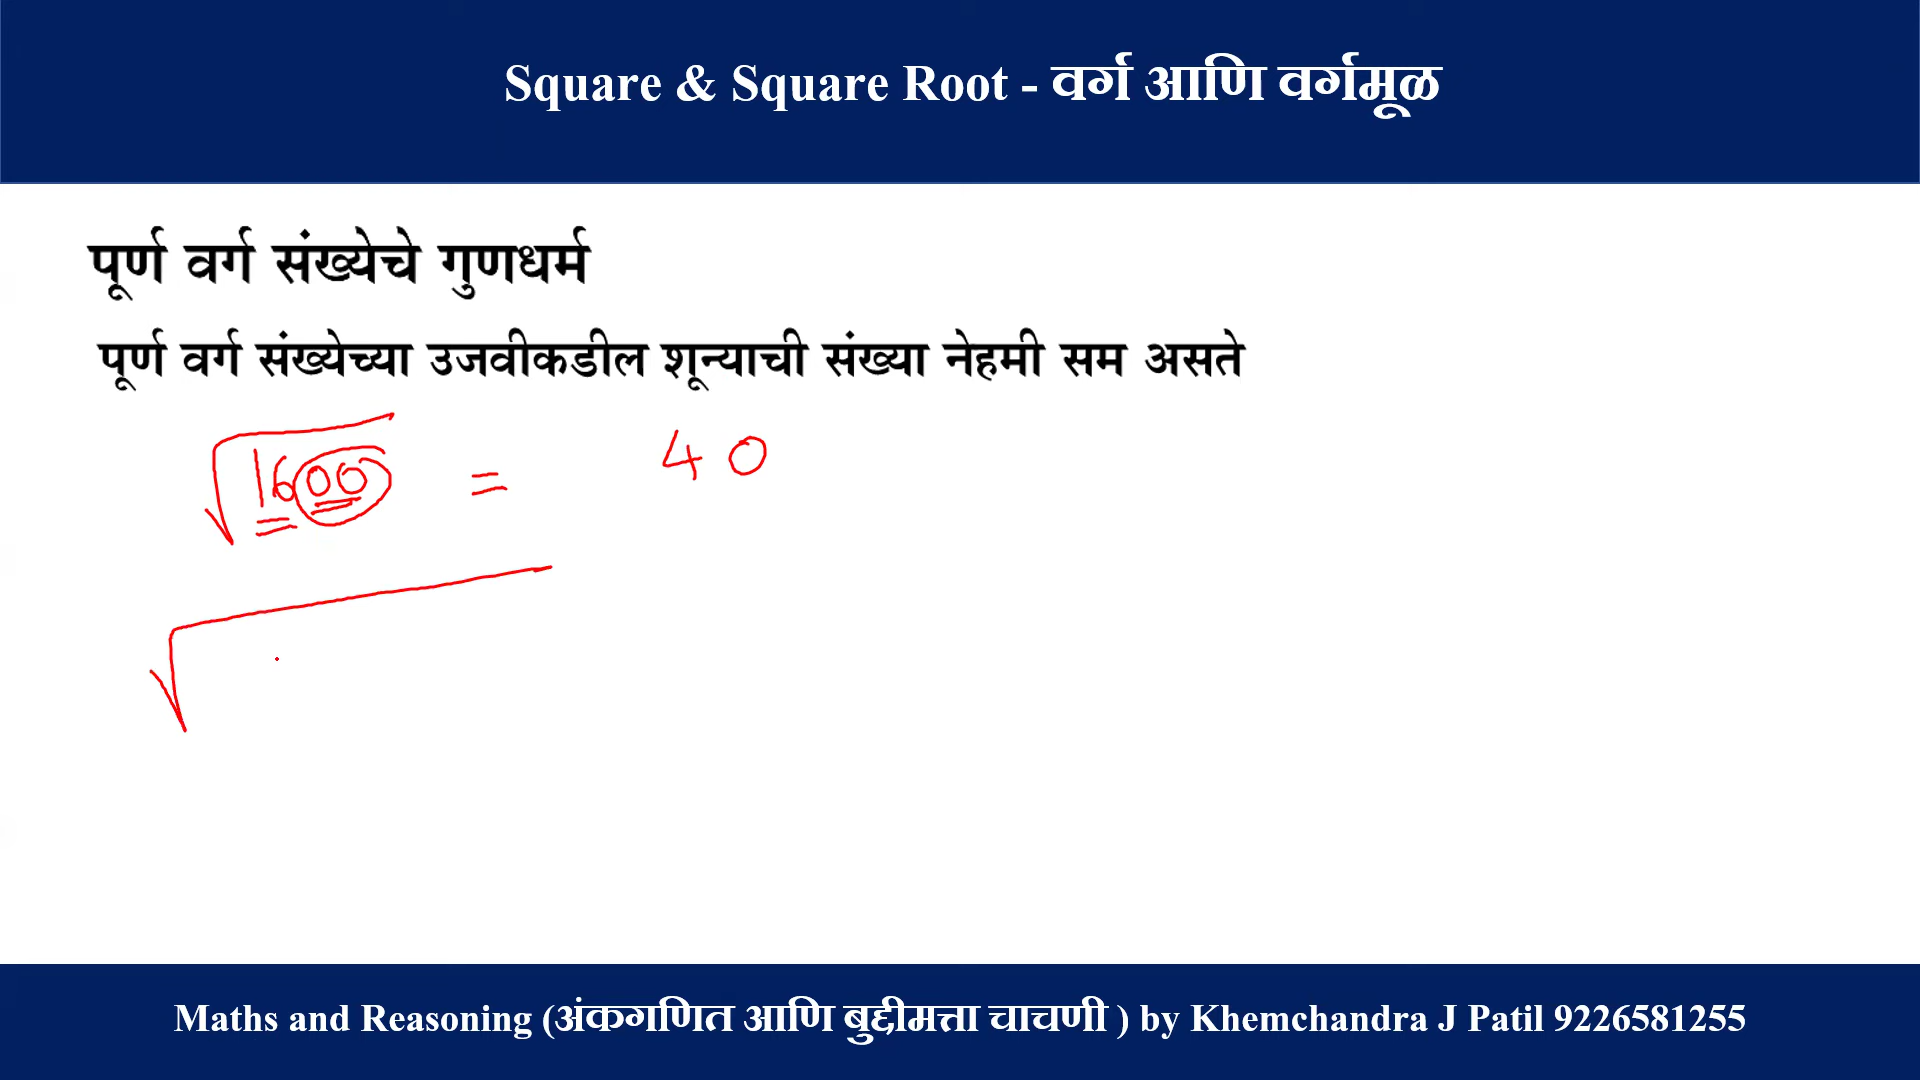 Square & Square Root - वर्ग आणि वर्गमूळ
पूर्ण वर्ग संख्येचे गुणधर्म
पूर्ण वर्ग संख्येच्या उजवीकडील शून्याची संख्या नेहमी सम असते
√1600 = 40
√
Maths and Reasoning (अंकगणित आणि बुद्दीमत्ता चाचणी ) by Khemchandra J Patil 9226581255